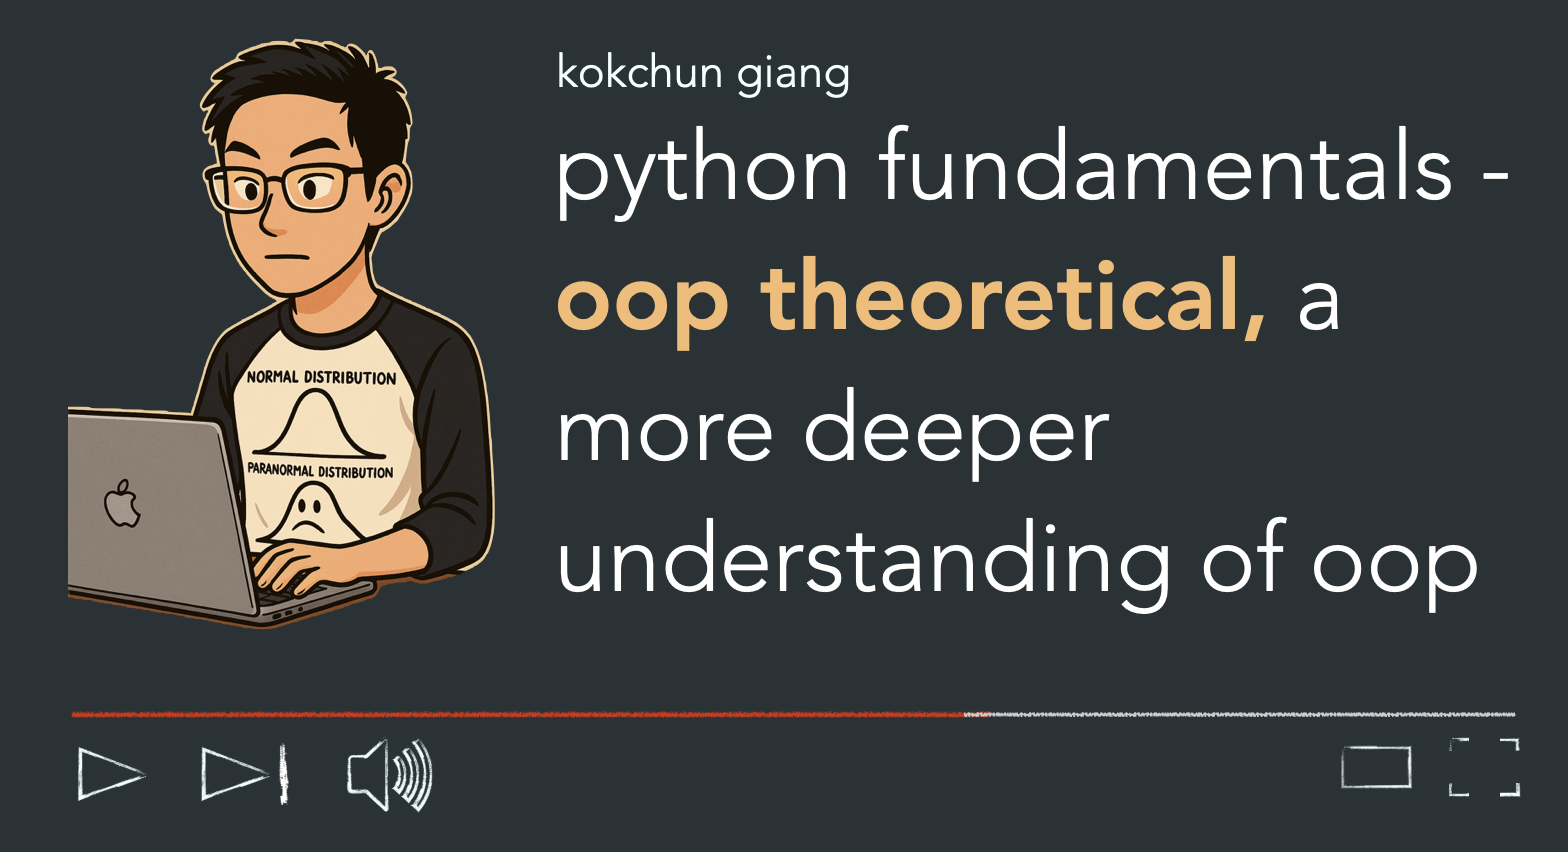 kokchun giang
python fundamentals -
oop theoretical, a
more deeper
understanding of oop
NORMAL DISTRIBUTION
PARANORMAL DISTRIBUTION